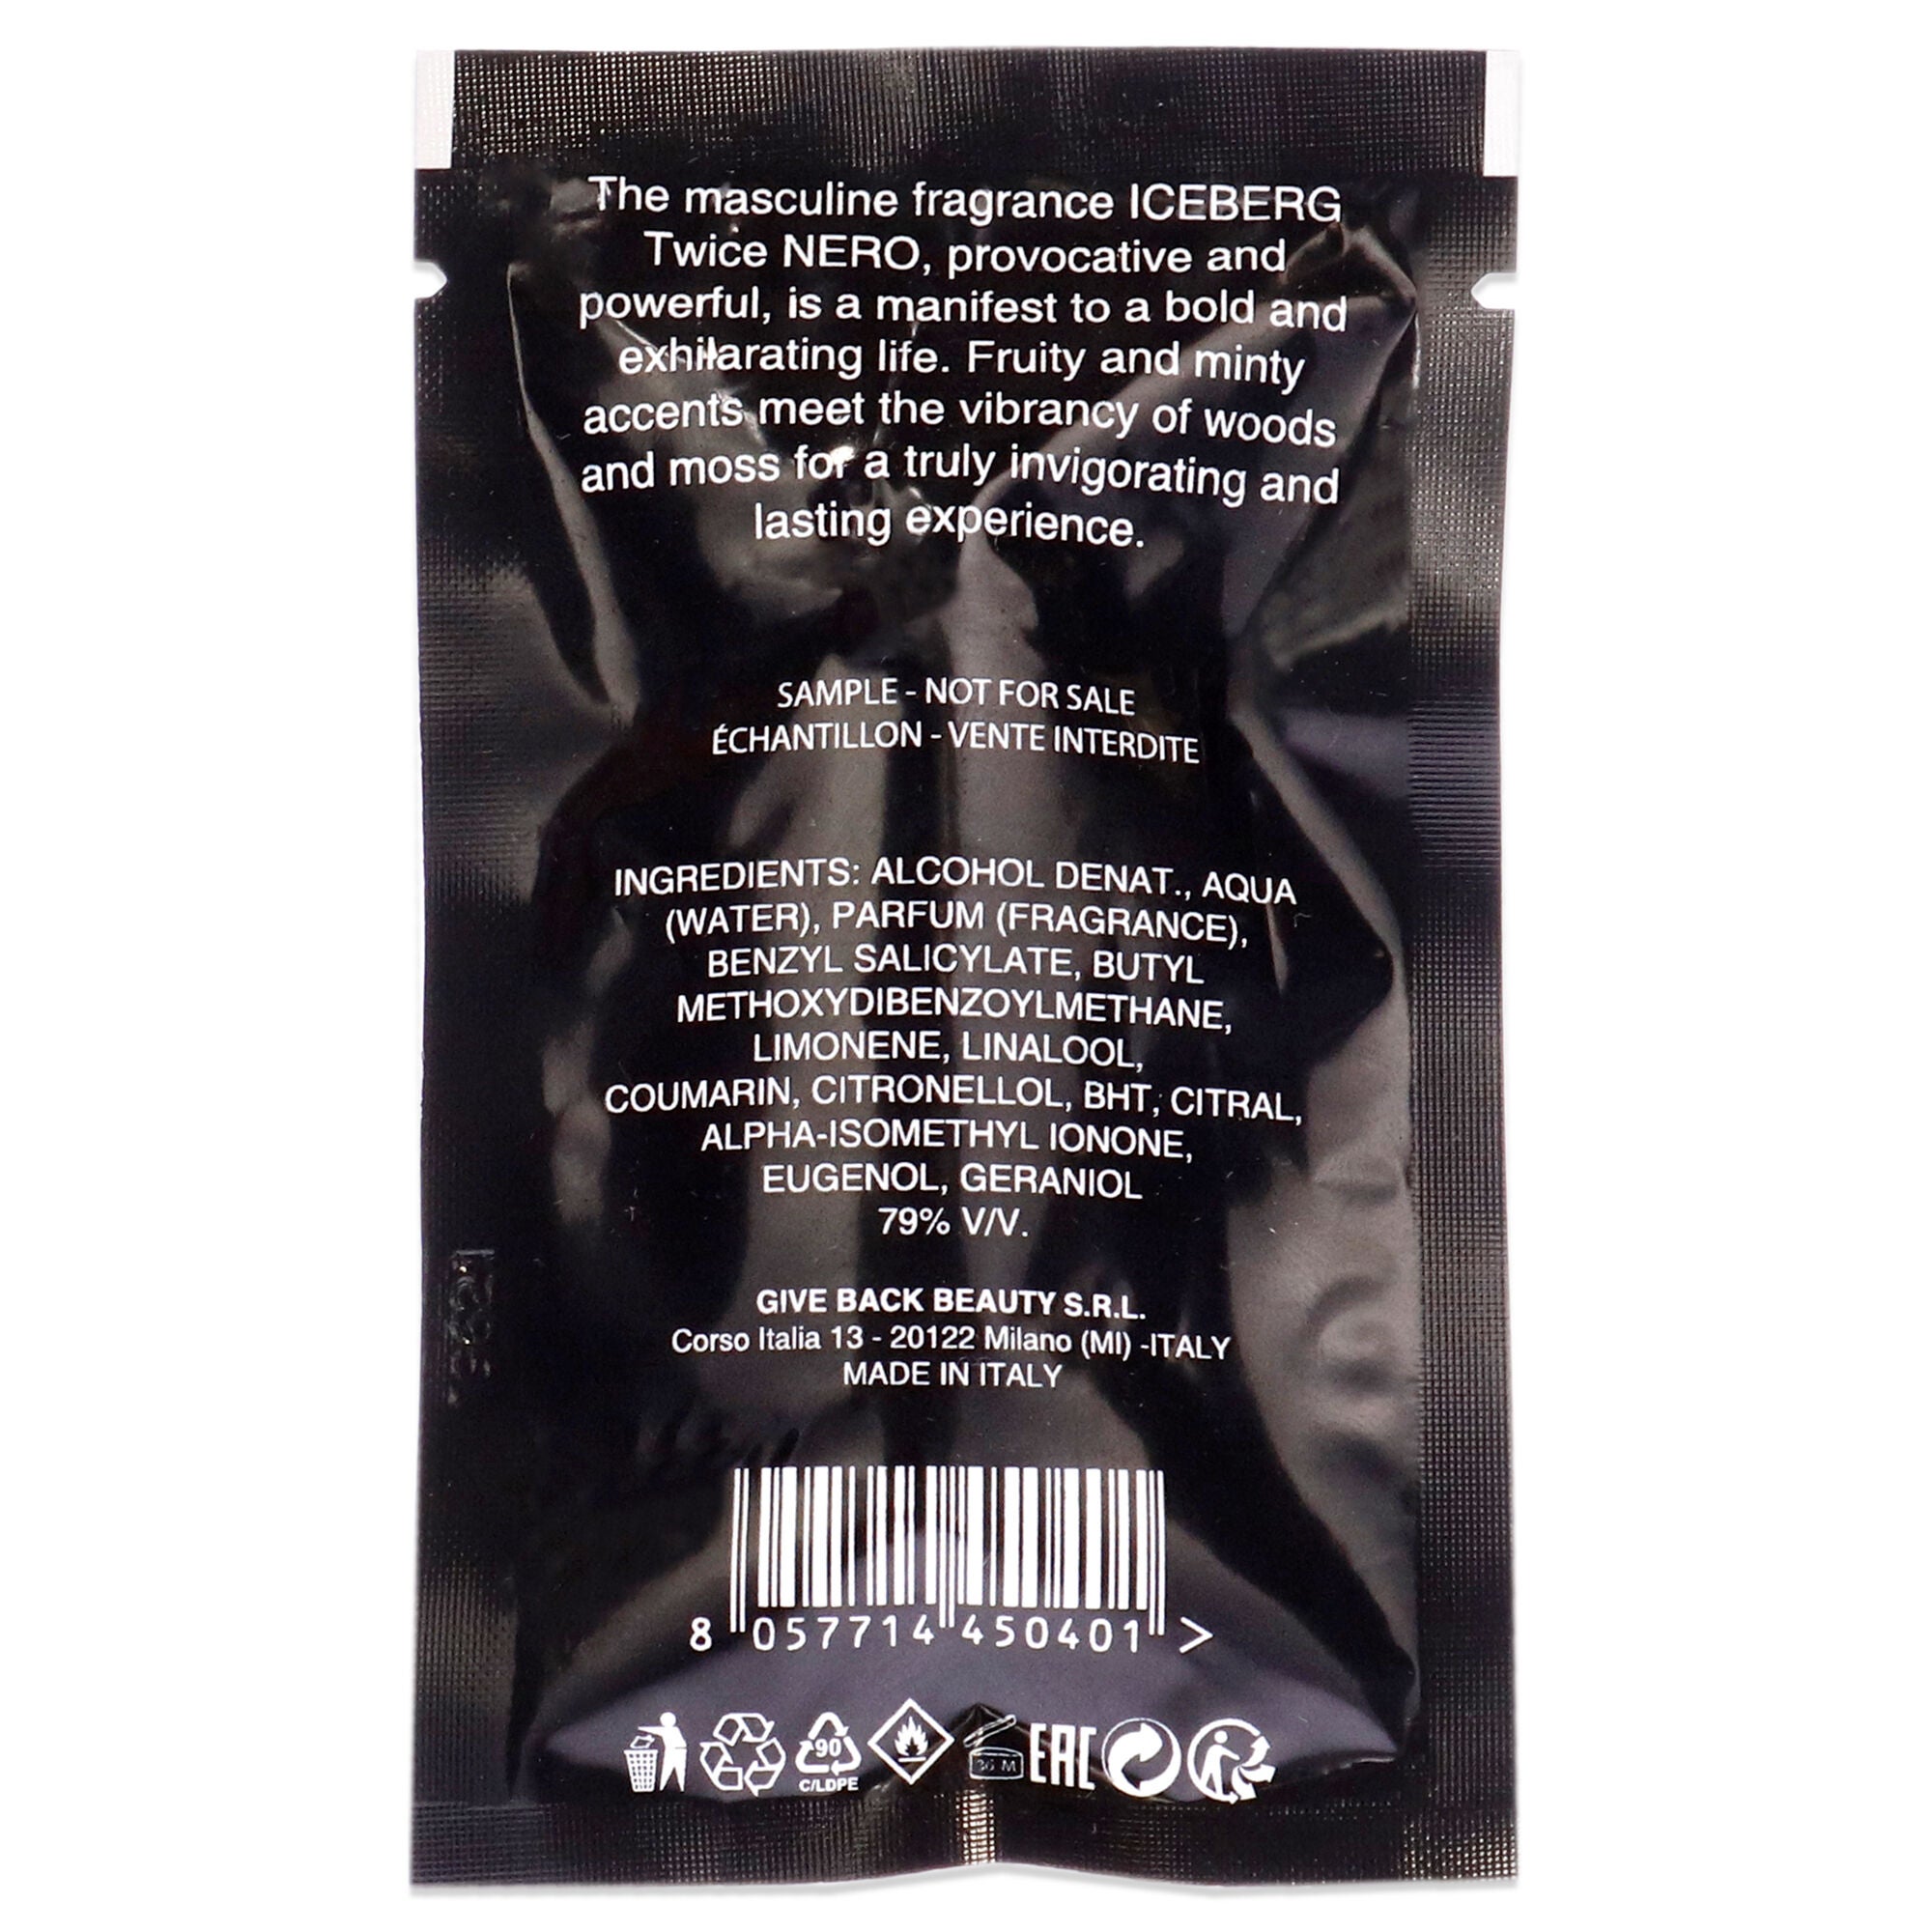 The masculine fragrance ICEBERG
Twice NERO, provocative and
powerful, is a manifest to a bold and
exhilarating life. Fruity and minty
accents meet the vibrancy of woods
and moss for a truly invigorating and
lasting experience.
SAMPLE - NOT FOR SALE
ÉCHANTILLON - VENTE INTERDITE
INGREDIENTS: ALCOHOL DENAT., AQUA
(WATER), PARFUM (FRAGRANCE),
BENZYL SALICYLATE, BUTYL
METHOXYDIBENZOYLMETHANE,
LIMONENE, LINALOOL,
COUMARIN, CITRONELLOL, BHT, CITRAL,
ALPHA-ISOMETHYL IONONE,
EUGENOL, GERANIOL
79% V/V.
GIVE BACK BEAUTY S.R.L.
Corso Italia 13 - 20122 Milano (MI) -ITALY
MADE IN ITALY
8 057714 450401 >
90
C/LDPE
36 M
EAC